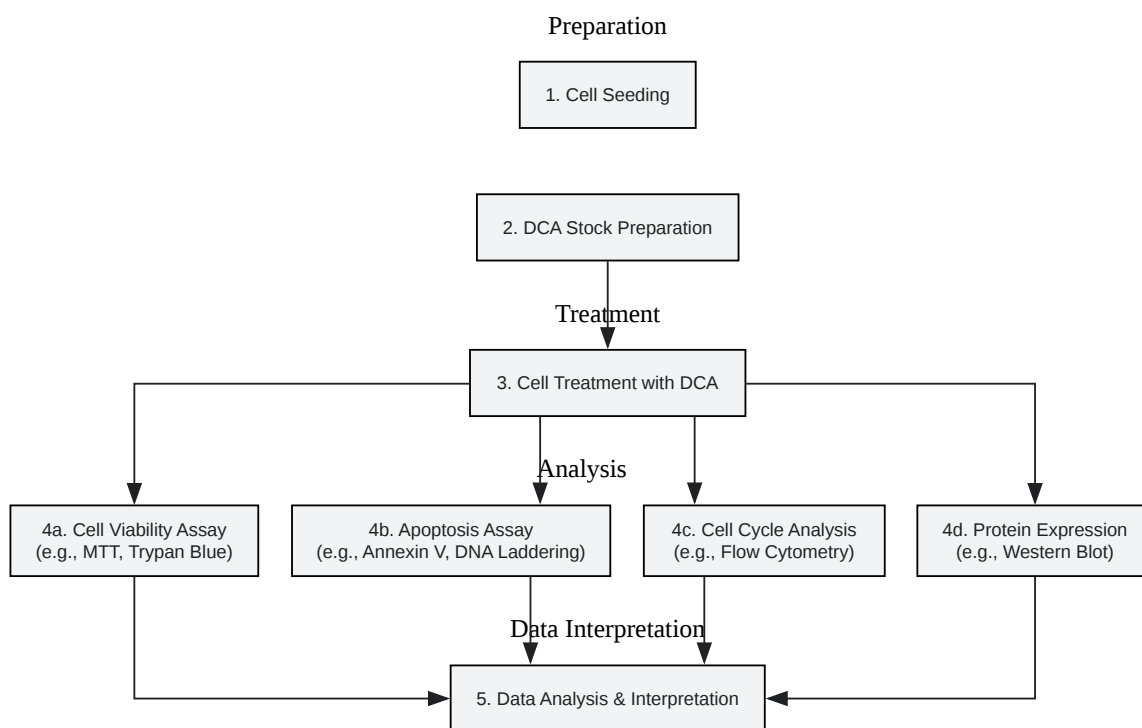 Preparation
1. Cell Seeding
2. DCA Stock Preparation
Treatment
3. Cell Treatment with DCA
Analysis
4a. Cell Viability Assay
(e.g., MTT, Trypan Blue)
4b. Apoptosis Assay
(e.g., Annexin V, DNA Laddering)
4c. Cell Cycle Analysis
(e.g., Flow Cytometry)
4d. Protein Expression
(e.g., Western Blot)
Data Interpretation
5. Data Analysis & Interpretation